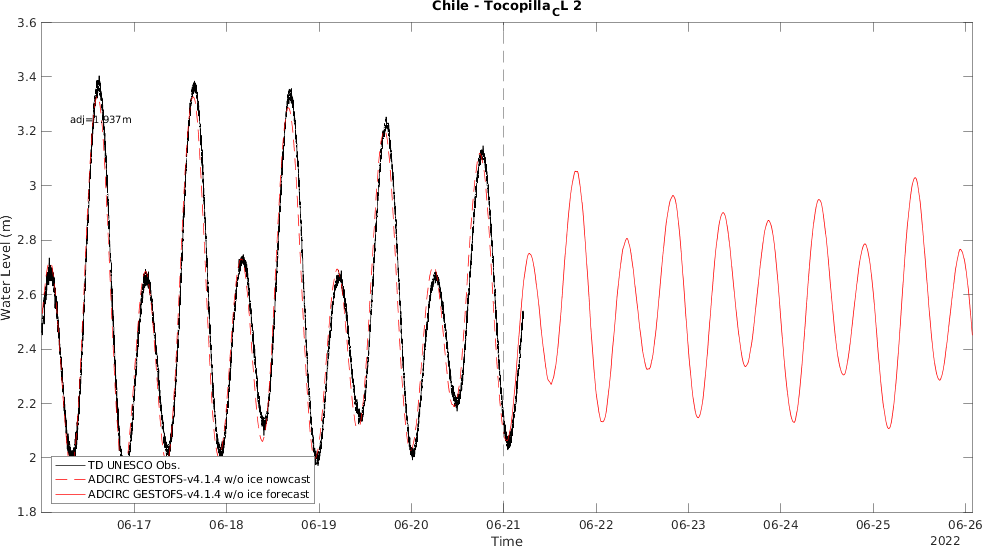 Chile - TocopillaCL 2
3.6
3.4
adj=1.937m
3.2
3
2.8
Water Level (m)
2.6
2.4
2.2
2
TD UNESCO Obs.
ADCIRC GESTOFS-v4.1.4 w/o ice nowcast
ADCIRC GESTOFS-v4.1.4 w/o ice forecast
1.8
06-17 06-18 06-19 06-20 06-21 06-22 06-23 06-24 06-25 06-26
Time
2022